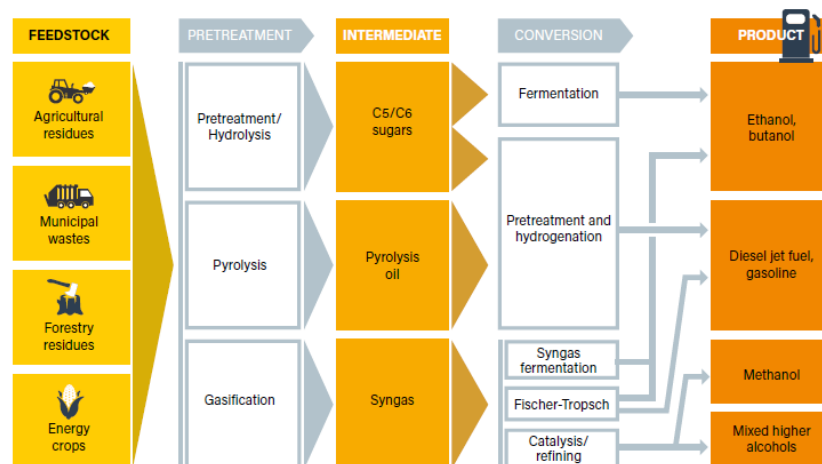 FEEDSTOCK
PRETREATMENT
INTERMEDIATE
CONVERSION
PRODUCT
Agricultural
residues
Municipal
wastes
Forestry
residues
Energy
crops
Pretreatment/
Hydrolysis
Pyrolysis
Gasification
C5/C6
sugars
Pyrolysis
oil
Syngas
Fermentation
Pretreatment and
hydrogenation
Syngas
fermentation
Fischer-Tropsch
Catalysis/
refining
Ethanol,
butanol
Diesel jet fuel,
gasoline
Methanol
Mixed higher
alcohols